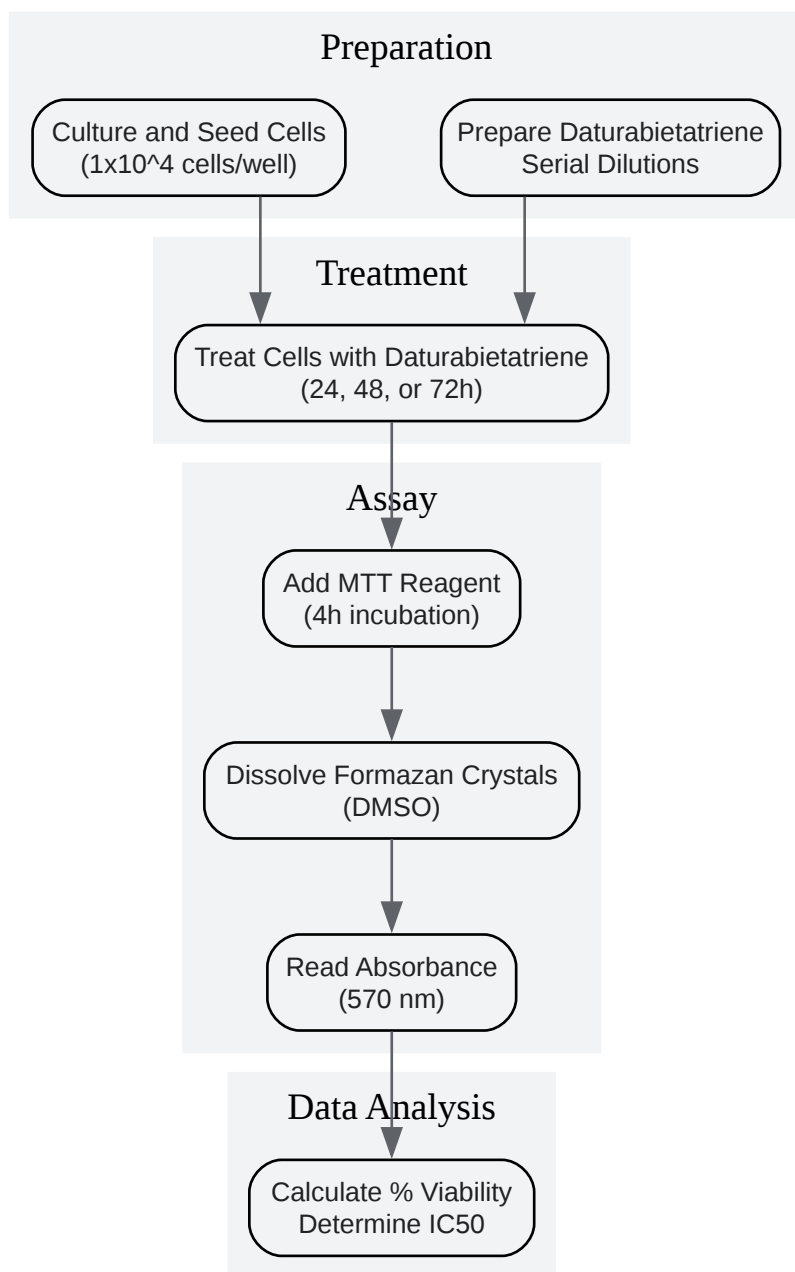 Preparation
Culture and Seed Cells
(1x10^4 cells/well)
Prepare Daturabietatriene
Serial Dilutions
Treatment
Treat Cells with Daturabietatriene
(24, 48, or 72h)
Assay
Add MTT Reagent
(4h incubation)
Dissolve Formazan Crystals
(DMSO)
Read Absorbance
(570 nm)
Data Analysis
Calculate % Viability
Determine IC50